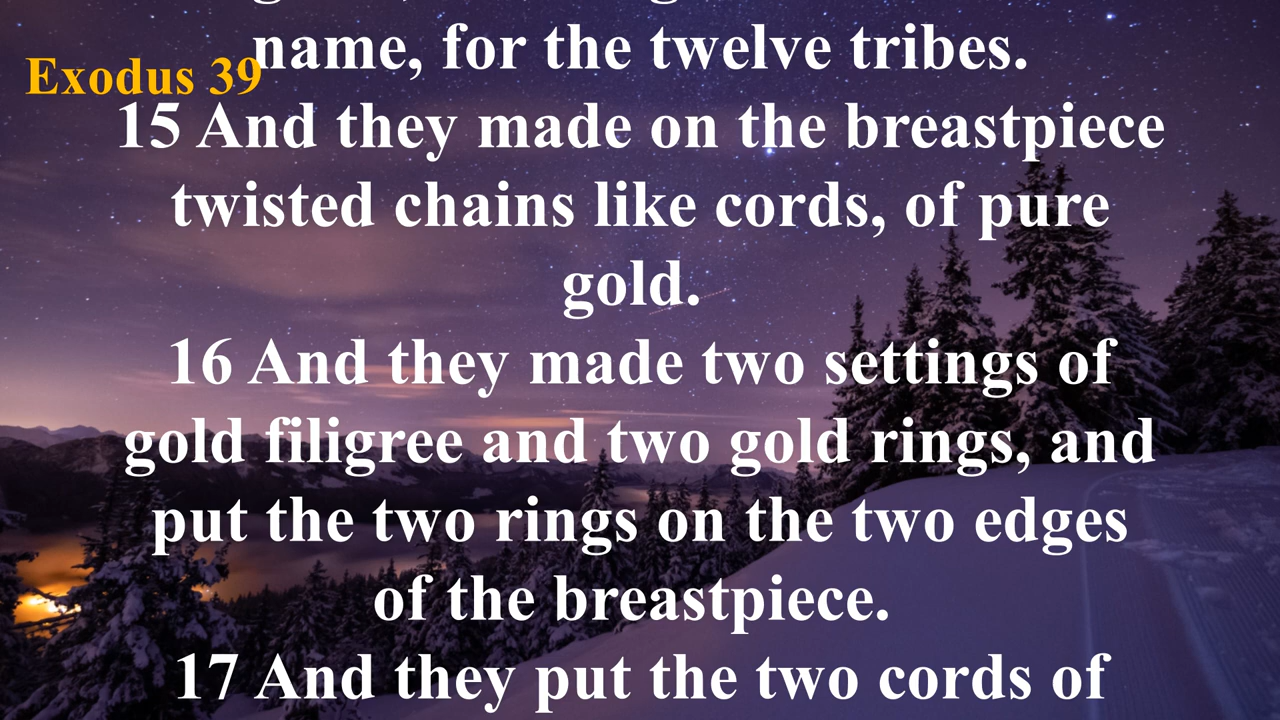 name, for the twelve tribes.
Exodus 39
15 And they made on the breastpiece
twisted chains like cords, of pure
gold.
16 And they made two settings of
gold filigree and two gold rings, and
put the two rings on the two edges
of the breastpiece.
17 And they put the two cords of